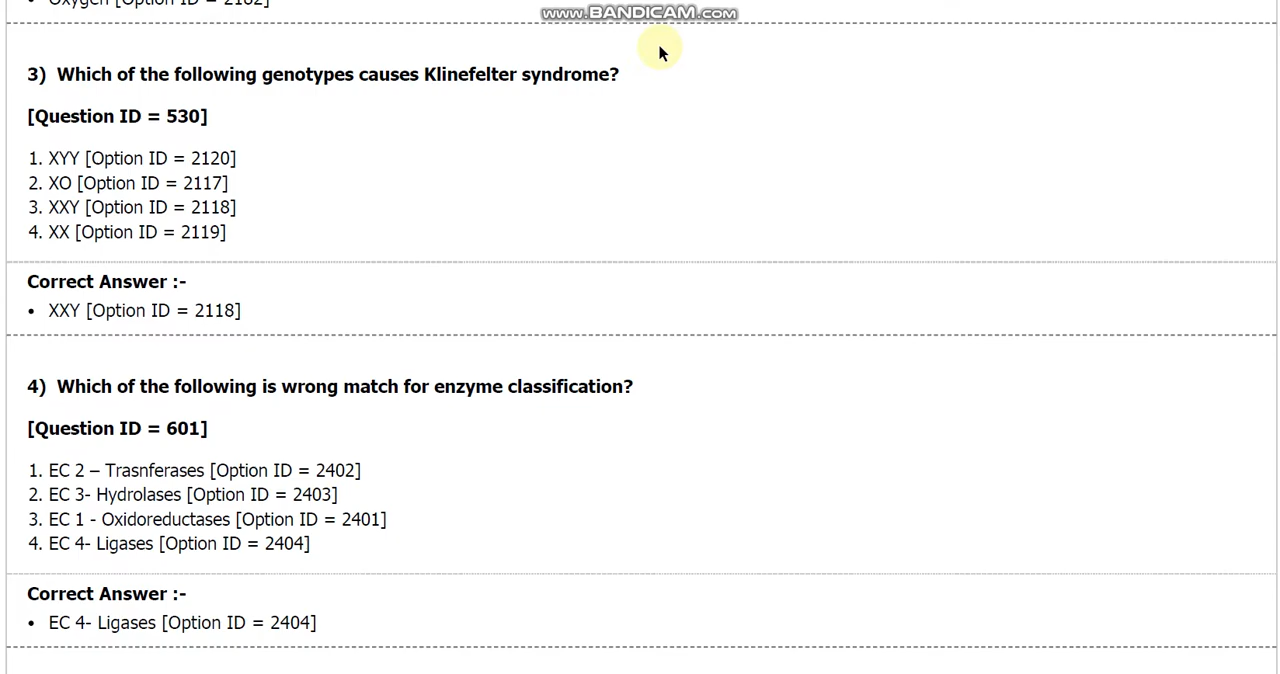 Oxygen [Option ID = 2162]
www.BANDICAM.com
3) Which of the following genotypes causes Klinefelter syndrome?
[Question ID = 530]
1. XYY [Option ID = 2120]
2. XO [Option ID = 2117]
3. XXY [Option ID = 2118]
4. XX [Option ID = 2119]
Correct Answer :-
• XXY [Option ID = 2118]
4) Which of the following is wrong match for enzyme classification?
[Question ID = 601]
1. EC 2 – Trasnferases [Option ID = 2402]
2. EC 3- Hydrolases [Option ID = 2403]
3. EC 1 - Oxidoreductases [Option ID = 2401]
4. EC 4- Ligases [Option ID = 2404]
Correct Answer :-
• EC 4- Ligases [Option ID = 2404]